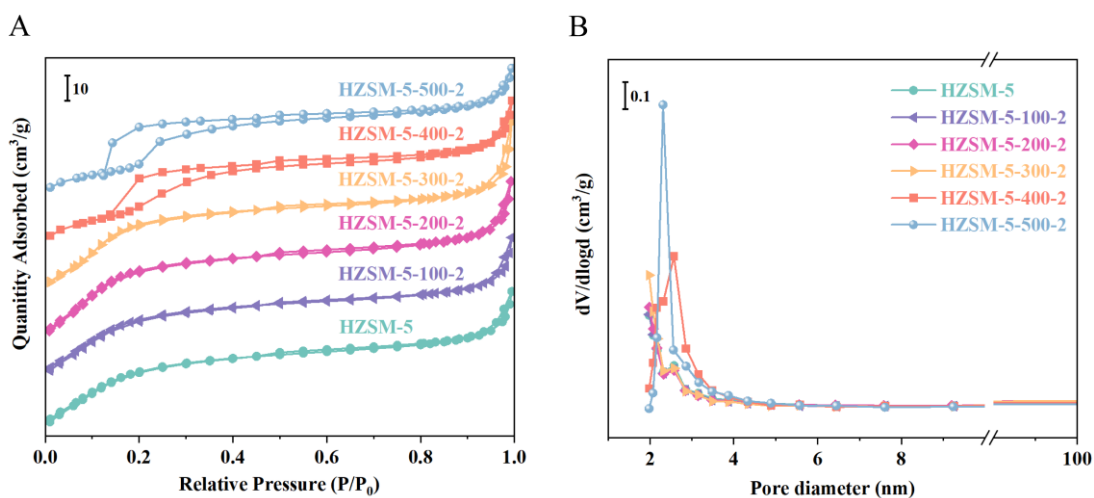 A
B
10
HZSM-5-500-2
HZSM-5-400-2
HZSM-5-300-2
HZSM-5-200-2
HZSM-5-100-2
HZSM-5
Quanitity Adsorbed (cm³/g)
0.0 0.2 0.4 0.6 0.8 1.0
Relative Pressure (P/P₀)
0.1
HZSM-5
HZSM-5-100-2
HZSM-5-200-2
HZSM-5-300-2
HZSM-5-400-2
HZSM-5-500-2
dV/dlogd (cm³/g)
2 4 6 8 100
Pore diameter (nm)